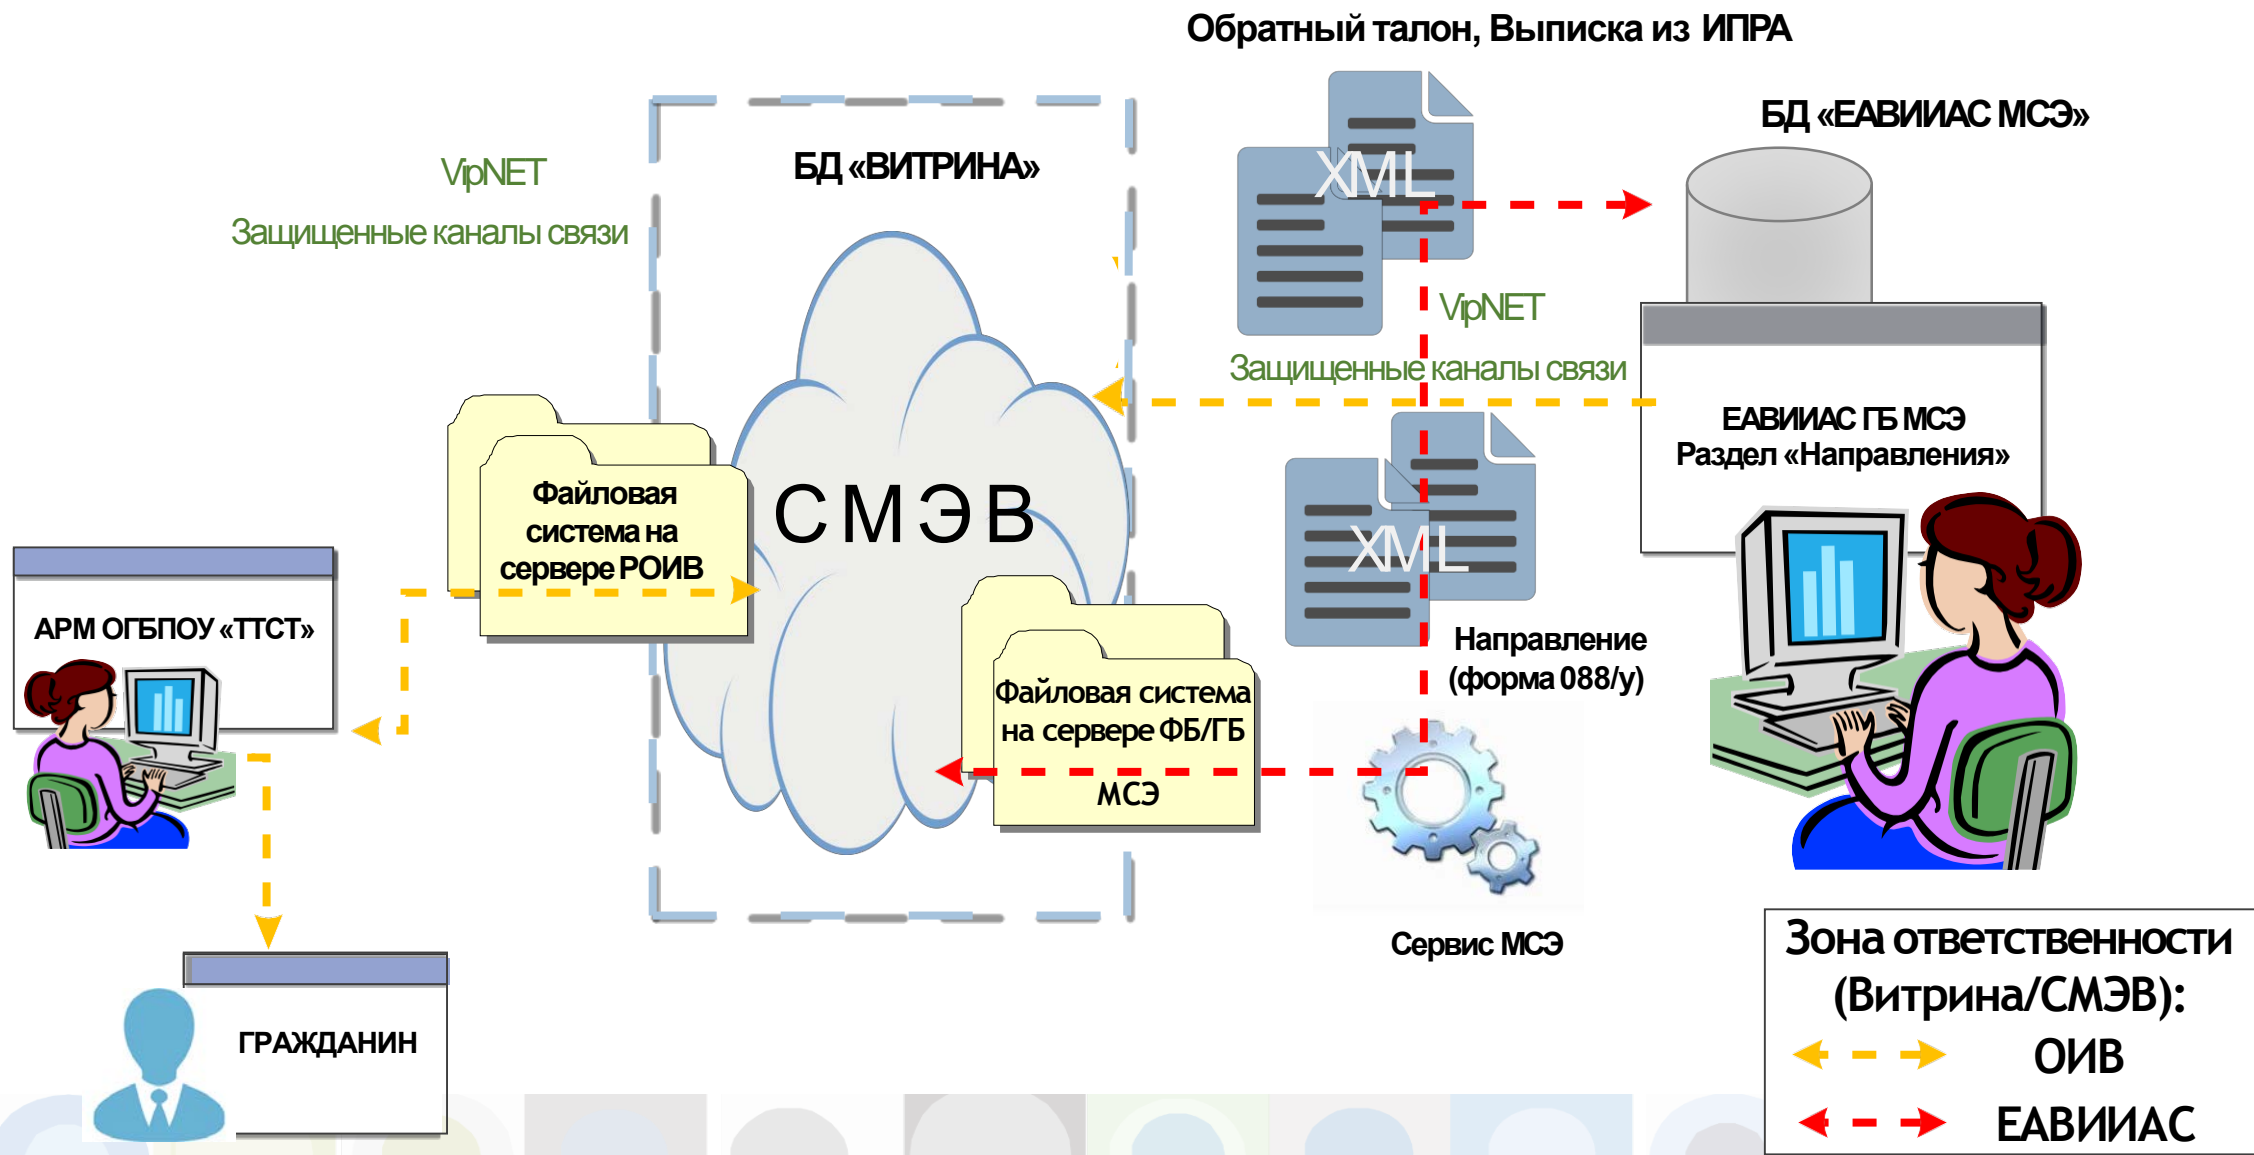 Обратный талон, Выписка из ИПРА
БД «ЕАВИИАС МСЭ»
БД «ВИТРИНА»
VipNET
Защищенные каналы связи
XML
VipNET
Защищенные каналы связи
ЕАВИИАС ГБ МСЭ
Раздел «Направления»
Файловая
система на
сервере РОИВ
СМЭВ
XML
АРМ ОГБПОУ «ТТСТ»
Направление
(форма 088/у)
Файловая система
на сервере ФБ/ГБ
МСЭ
Сервис МСЭ
ГРАЖДАНИН
Зона ответственности
(Витрина/СМЭВ):
ОИВ
ЕАВИИАС